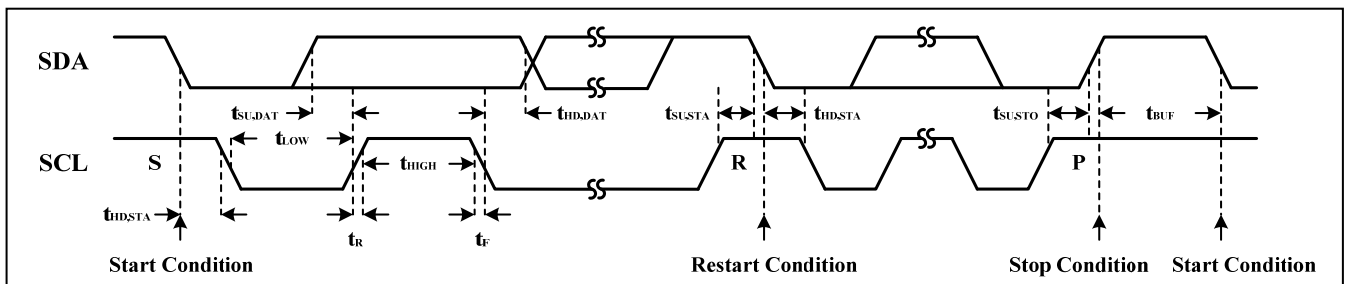 SDA
tSU,DAT
tHD,DAT
tSU,STA
tHD,STA
tSU,STO
tBUF
tLOW
SCL
S
tHIGH
R
P
tHD,STA
tR
tF
Start Condition
Restart Condition
Stop Condition
Start Condition